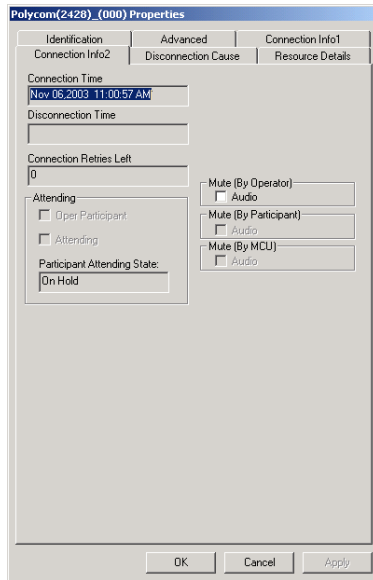 Polycom(2428)_(000) Properties
Identification Advanced Connection Info1
Connection Info2 Disconnection Cause Resource Details
Connection Time
Nov 06,2003 11:00:57 AM
Disconnection Time
Connection Retries Left
0
Attending
Oper Participant
Attending
Participant Attending State:
On Hold
Mute (By Operator)
Audio
Mute (By Participant)
Audio
Mute (By MCU)
Audio
OK Cancel Apply